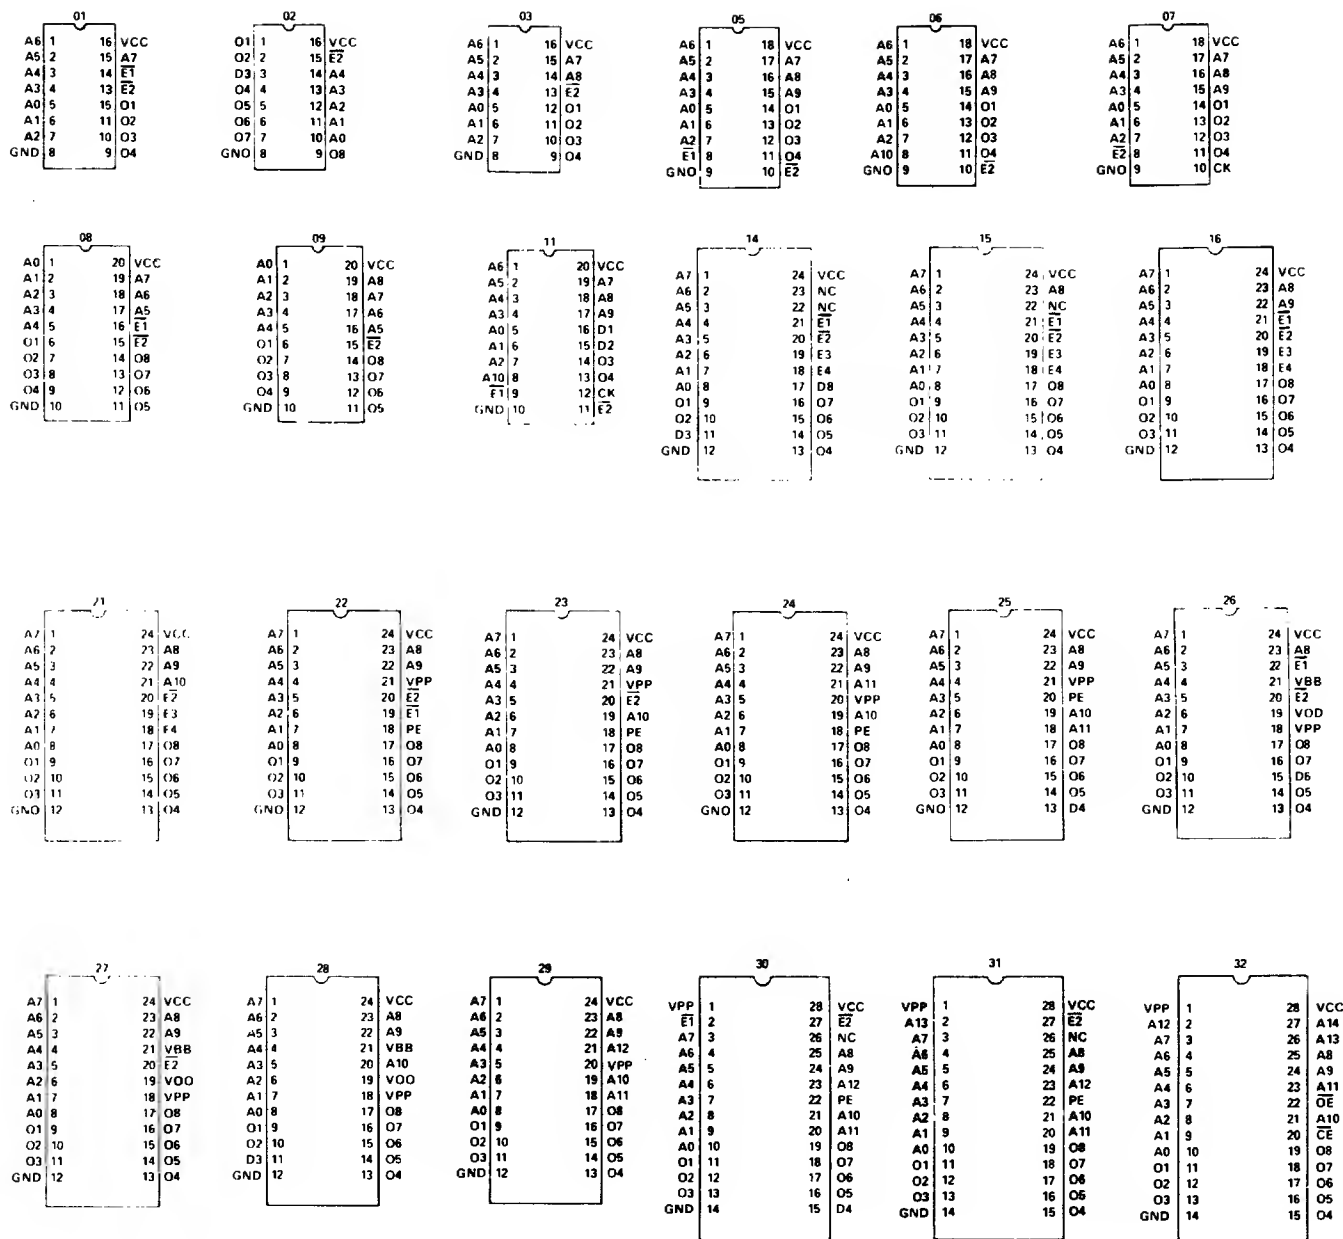 01
A6 1 16 VCC
A5 2 15 A7
A4 3 14 E̅1̅
A3 4 13 E̅2̅
A0 5 15 O1
A1 6 11 O2
A2 7 10 O3
GND 8 9 O4
02
O1 1 16 VCC
O2 2 15 E̅2̅
D3 3 14 A4
O4 4 13 A3
O5 5 12 A2
O6 6 11 A1
O7 7 10 A0
GNO 8 9 O8
03
A6 1 16 VCC
A5 2 15 A7
A4 3 14 A8
A3 4 13 E̅2̅
A0 5 12 O1
A1 6 11 O2
A2 7 10 O3
GND 8 9 O4
05
A6 1 18 VCC
A5 2 17 A7
A4 3 16 A8
A3 4 15 A9
A0 5 14 O1
A1 6 13 O2
A2 7 12 O3
E̅1̅ 8 11 O4
GNO 9 10 E̅2̅
06
A6 1 18 VCC
A5 2 17 A7
A4 3 16 A8
A3 4 15 A9
A0 5 14 O1
A1 6 13 O2
A2 7 12 O3
A10 8 11 O4
GNO 9 10 E̅2̅
07
A6 1 18 VCC
A5 2 17 A7
A4 3 16 A8
A3 4 15 A9
A0 5 14 O1
A1 6 13 O2
A2 7 12 O3
E̅2̅ 8 11 O4
GNO 9 10 CK
08
A0 1 20 VCC
A1 2 19 A7
A2 3 18 A6
A3 4 17 A5
A4 5 16 E̅1̅
O1 6 15 E̅2̅
O2 7 14 O8
O3 8 13 O7
O4 9 12 O6
GND 10 11 O5
09
A0 1 20 VCC
A1 2 19 A8
A2 3 18 A7
A3 4 17 A6
A4 5 16 A5
O1 6 15 E̅2̅
O2 7 14 O8
O3 8 13 O7
O4 9 12 O6
GND 10 11 O5
11
A6 1 20 VCC
A5 2 19 A7
A4 3 18 A8
A3 4 17 A9
A0 5 16 D1
A1 6 15 D2
A2 7 14 O3
A10 8 13 O4
E̅1̅ 9 12 CK
GND 10 11 E̅2̅
14
A7 1 24 VCC
A6 2 23 NC
A5 3 22 NC
A4 4 21 E̅1̅
A3 5 20 E̅2̅
A2 6 19 E3
A1 7 18 E4
A0 8 17 D8
O1 9 16 O7
O2 10 15 O6
D3 11 14 O5
GND 12 13 O4
15
A7 1 24 VCC
A6 2 23 A8
A5 3 22 NC
A4 4 21 E̅1̅
A3 5 20 E̅2̅
A2 6 19 E3
A1 7 18 E4
A0 8 17 O8
O1 9 16 O7
O2 10 15 O6
O3 11 14 O5
GND 12 13 O4
16
A7 1 24 VCC
A6 2 23 A8
A5 3 22 A9
A4 4 21 E̅1̅
A3 5 20 E̅2̅
A2 6 19 E3
A1 7 18 E4
A0 8 17 O8
O1 9 16 O7
O2 10 15 O6
O3 11 14 O5
GND 12 13 O4
21
A7 1 24 VCC
A6 2 23 A8
A5 3 22 A9
A4 4 21 A10
A3 5 20 E̅2̅
A2 6 19 E3
A1 7 18 E4
A0 8 17 O8
O1 9 16 O7
O2 10 15 O6
O3 11 14 O5
GNO 12 13 O4
22
A7 1 24 VCC
A6 2 23 A8
A5 3 22 A9
A4 4 21 VPP
A3 5 20 E̅2̅
A2 6 19 E̅1̅
A1 7 18 PE
A0 8 17 O8
O1 9 16 O7
O2 10 15 O6
O3 11 14 O5
GNO 12 13 O4
23
A7 1 24 VCC
A6 2 23 A8
A5 3 22 A9
A4 4 21 VPP
A3 5 20 E̅2̅
A2 6 19 A10
A1 7 18 PE
A0 8 17 O8
O1 9 16 O7
O2 10 15 O6
O3 11 14 O5
GND 12 13 O4
24
A7 1 24 VCC
A6 2 23 A8
A5 3 22 A9
A4 4 21 A11
A3 5 20 VPP
A2 6 19 A10
A1 7 18 PE
A0 8 17 O8
O1 9 16 O7
O2 10 15 O6
O3 11 14 O5
GNO 12 13 O4
25
A7 1 24 VCC
A6 2 23 A8
A5 3 22 A9
A4 4 21 VPP
A3 5 20 PE
A2 6 19 A10
A1 7 18 A11
A0 8 17 O8
O1 9 16 O7
O2 10 15 O6
O3 11 14 O5
GNO 12 13 D4
26
A7 1 24 VCC
A6 2 23 A8
A5 3 22 E̅1̅
A4 4 21 VBB
A3 5 20 E̅2̅
A2 6 19 VOD
A1 7 18 VPP
A0 8 17 O8
O1 9 16 O7
O2 10 15 D6
O3 11 14 O5
GND 12 13 O4
27
A7 1 24 VCC
A6 2 23 A8
A5 3 22 A9
A4 4 21 VBB
A3 5 20 E̅2̅
A2 6 19 VOO
A1 7 18 VPP
A0 8 17 O8
O1 9 16 O7
O2 10 15 O6
O3 11 14 O5
GND 12 13 O4
28
A7 1 24 VCC
A6 2 23 A8
A5 3 22 A9
A4 4 21 VBB
A3 5 20 A10
A2 6 19 VOO
A1 7 18 VPP
A0 8 17 O8
O1 9 16 O7
O2 10 15 O6
D3 11 14 O5
GND 12 13 O4
29
A7 1 24 VCC
A6 2 23 A8
A5 3 22 A9
A4 4 21 A12
A3 5 20 VPP
A2 6 19 A10
A1 7 18 A11
A0 8 17 O8
O1 9 16 O7
O2 10 15 O6
O3 11 14 O5
GND 12 13 O4
30
VPP 1 28 VCC
E̅1̅ 2 27 E̅2̅
A7 3 26 NC
A6 4 25 A8
A5 5 24 A9
A4 6 23 A12
A3 7 22 PE
A2 8 21 A10
A1 9 20 A11
A0 10 19 O8
O1 11 18 O7
O2 12 17 O6
O3 13 16 O5
GND 14 15 D4
31
VPP 1 28 VCC
A13 2 27 E̅2̅
A7 3 26 NC
A6 4 25 A8
A5 5 24 A9
A4 6 23 A12
A3 7 22 PE
A2 8 21 A10
A1 9 20 A11
A0 10 19 O8
O1 11 18 O7
O2 12 17 O6
O3 13 16 O5
GND 14 15 O4
32
VPP 1 28 VCC
A12 2 27 A14
A7 3 26 A13
A6 4 25 A8
A5 5 24 A9
A4 6 23 A11
A3 7 22 O̅E̅
A2 8 21 A10
A1 9 20 C̅E̅
A0 10 19 O8
O1 11 18 O7
O2 12 17 O6
O3 13 16 O5
GND 14 15 O4